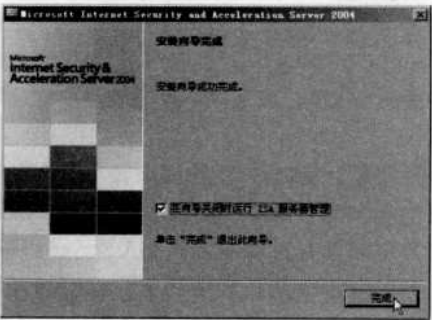 Microsoft Internet Security and Acceleration Server 2004
Microsoft
Internet Security &
Acceleration Server 2004
安装向导完成
安装向导成功完成。
在向导关闭时运行 ISA 服务器管理
单击“完成”退出此向导。
完成